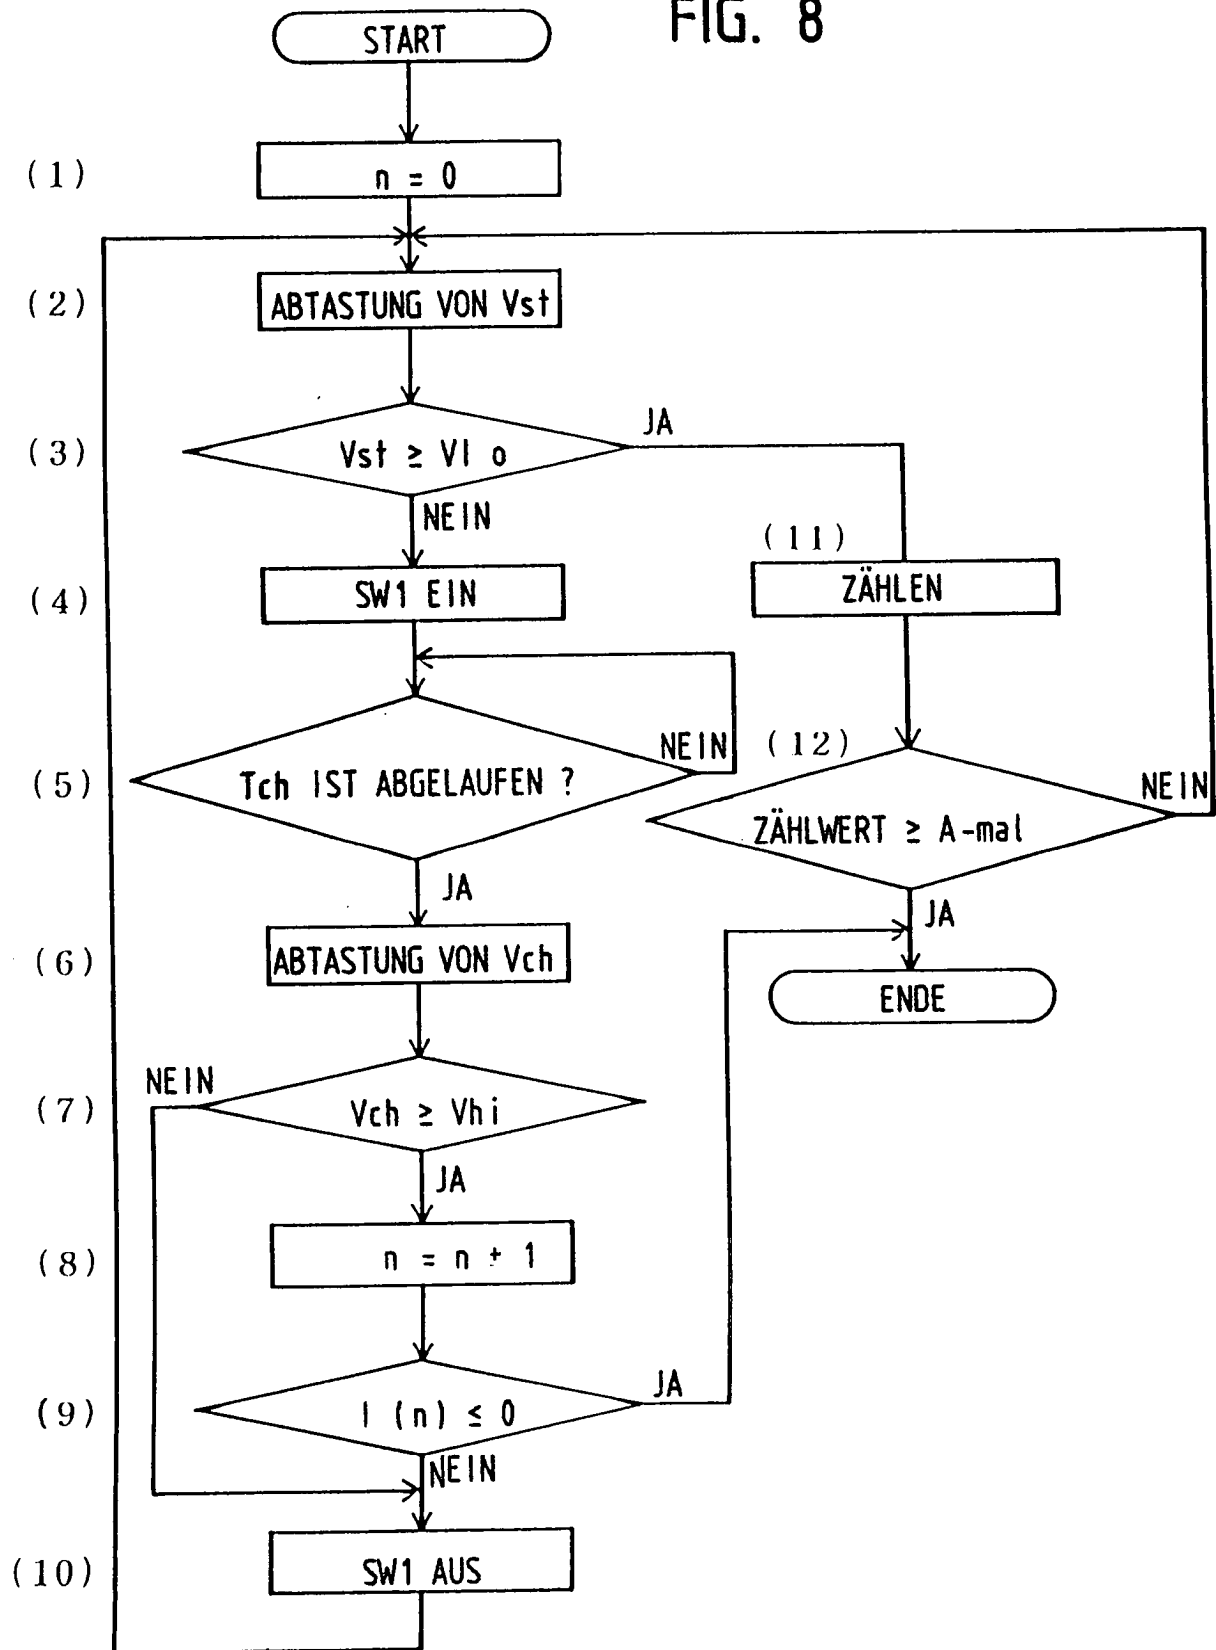 FIG. 8
START
(1)
n = 0
(2)
ABTASTUNG VON Vst
(3)
Vst ≥ Vl o
JA
NEIN
(4)
SW1 EIN
(11)
ZÄHLEN
(5)
Tch IST ABGELAUFEN ?
NEIN
JA
(12)
ZÄHLWERT ≥ A-mal
NEIN
JA
ENDE
(6)
ABTASTUNG VON Vch
(7)
NEIN
Vch ≥ Vhi
JA
(8)
n = n + 1
(9)
I (n) ≤ 0
JA
NEIN
(10)
SW1 AUS